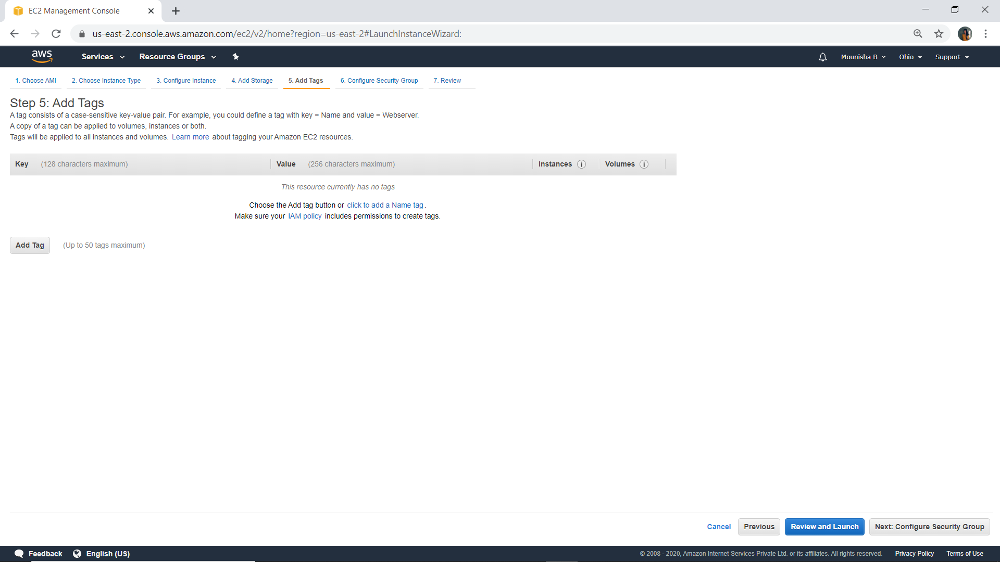 EC2 Management Console
us-east-2.console.aws.amazon.com/ec2/v2/home?region=us-east-2#LaunchInstanceWizard:
aws Services Resource Groups Mounisha B Ohio Support
1. Choose AMI 2. Choose Instance Type 3. Configure Instance 4. Add Storage 5. Add Tags 6. Configure Security Group 7. Review
Step 5: Add Tags
A tag consists of a case-sensitive key-value pair. For example, you could define a tag with key = Name and value = Webserver.
A copy of a tag can be applied to volumes, instances or both.
Tags will be applied to all instances and volumes. Learn more about tagging your Amazon EC2 resources.
Key (128 characters maximum) Value (256 characters maximum) Instances i Volumes i
This resource currently has no tags
Choose the Add tag button or click to add a Name tag.
Make sure your IAM policy includes permissions to create tags.
Add Tag (Up to 50 tags maximum)
Cancel Previous Review and Launch Next: Configure Security Group
Feedback English (US) © 2008 - 2020, Amazon Internet Services Private Ltd. or its affiliates. All rights reserved. Privacy Policy Terms of Use